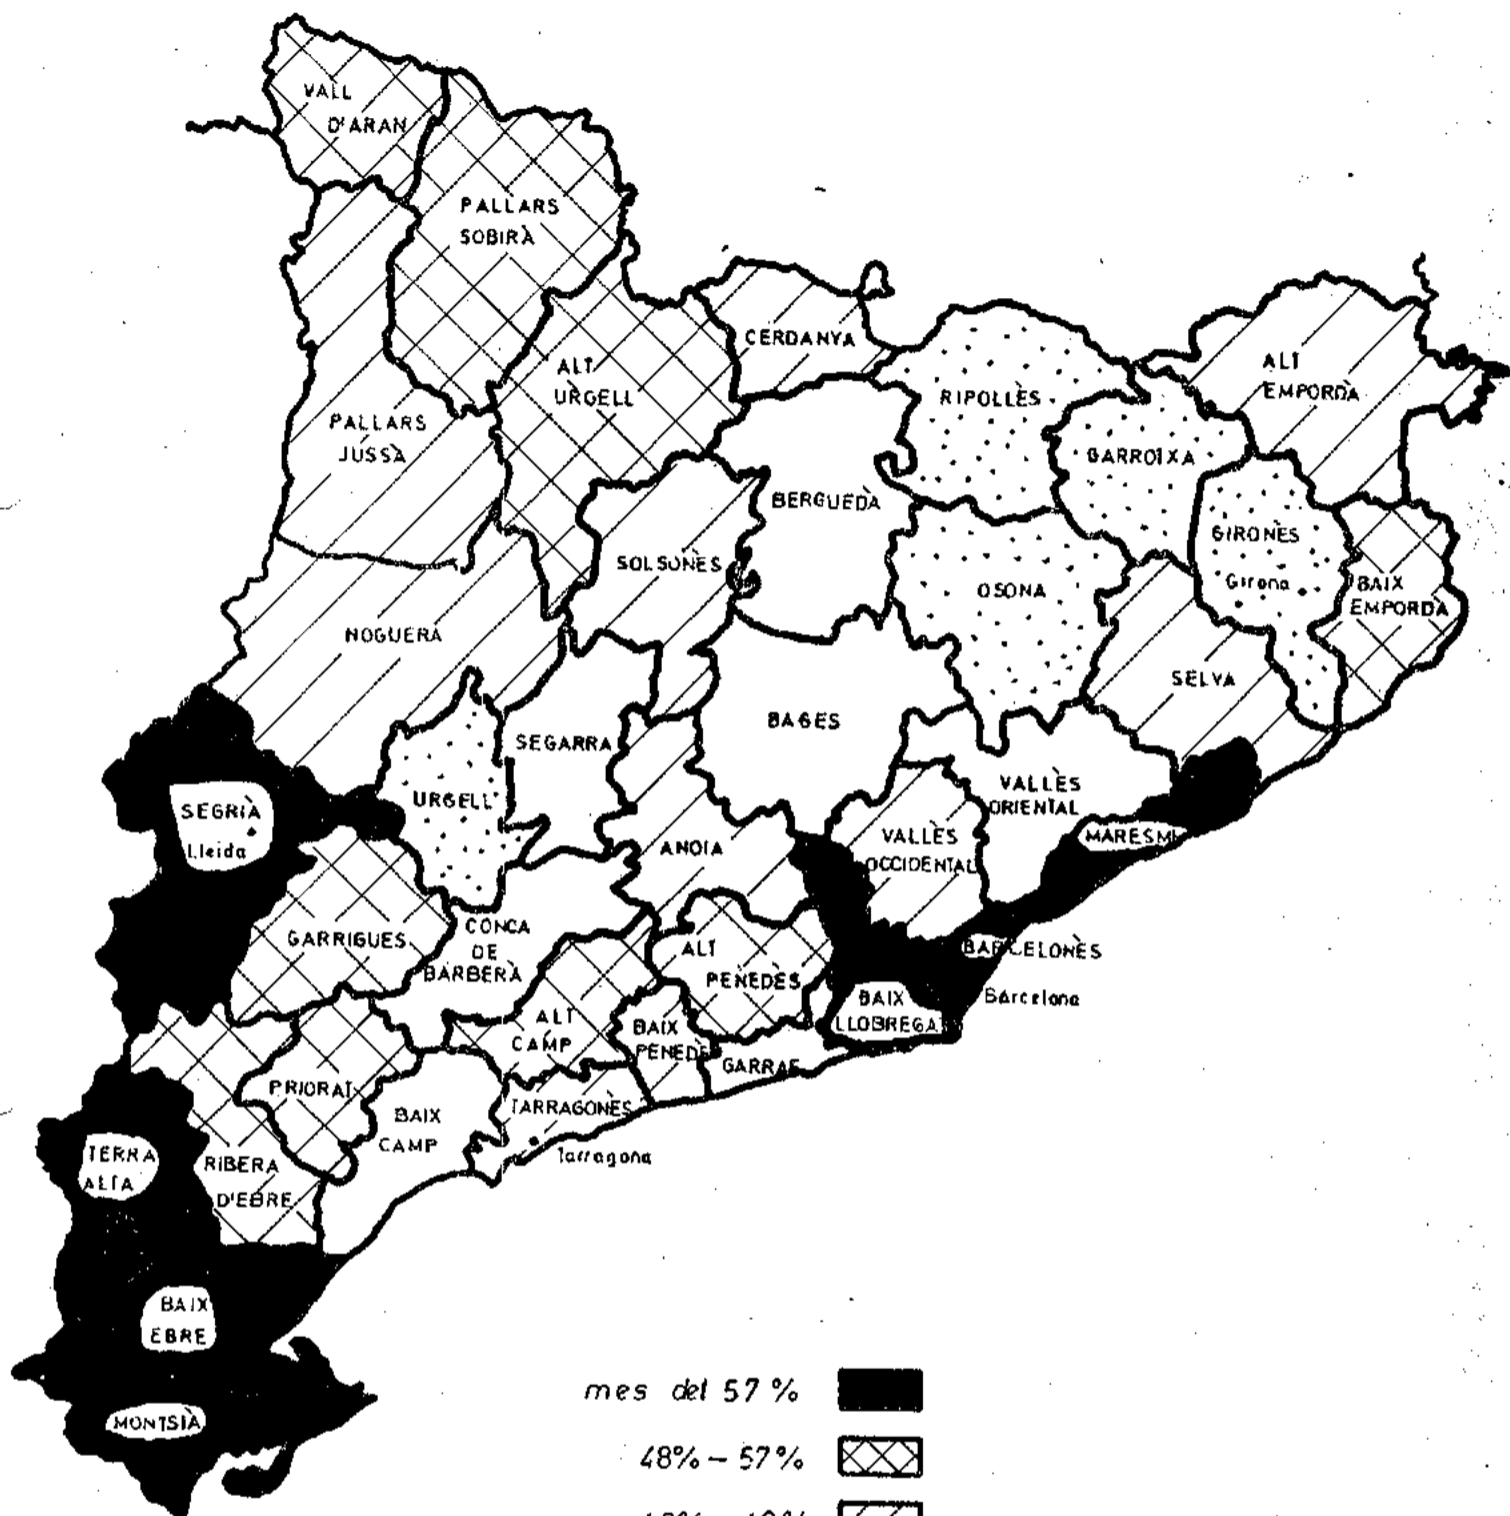 VALL
D'ARAN
PALLARS
SOBIRÀ
CERDANYA
ALT
URGELL
ALT
EMPORDÀ
RIPOLLÈS
PALLARS
JUSSÀ
GARROTXA
BERGUEDÀ
GIRONÈS
Girona
SOLSONÈS
OSONA
BAIX
EMPORDÀ
NOGUERA
SELVA
BAGES
SEGARRA
URGELL
VALLÈS
ORIENTAL
SEGRIÀ
Lleida
MARESM
VALLÈS
OCCIDENTAL
ANOIA
GARRIGUES
CONCA
DE
BARBERÀ
ALT
PENEDÈS
BARCELONÈS
Barcelona
BAIX
LLOBREGA
ALT
CAMP
BAIX
PENEDÈ
GARRAF
PRIORAT
BAIX
CAMP
TARRAGONÈS
Tarragona
TERRA
ALTA
RIBERA
D'EBRE
BAIX
EBRE
MONTSIÀ
mes del 57%
48% – 57%